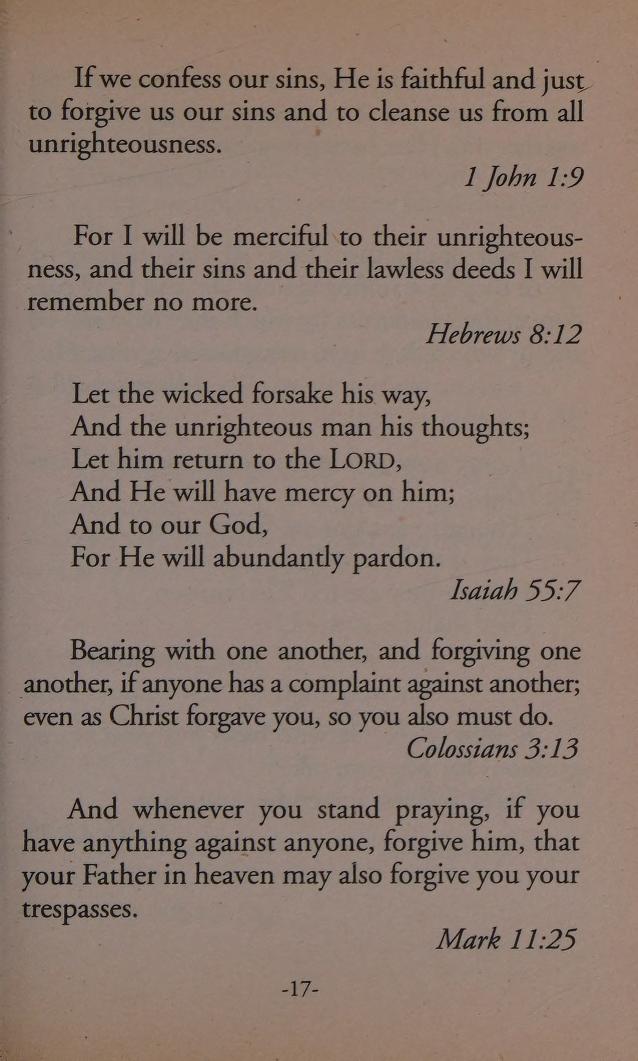 If we confess our sins, He is faithful and just
to forgive us our sins and to cleanse us from all
unrighteousness.
1 John 1:9
For I will be merciful to their unrighteous-
ness, and their sins and their lawless deeds I will
remember no more.
Hebrews 8:12
Let the wicked forsake his way,
And the unrighteous man his thoughts;
Let him return to the LORD,
And He will have mercy on him;
And to our God,
For He will abundantly pardon.
Isaiah 55:7
Bearing with one another, and forgiving one
another, if anyone has a complaint against another;
even as Christ forgave you, so you also must do.
Colossians 3:13
And whenever you stand praying, if you
have anything against anyone, forgive him, that
your Father in heaven may also forgive you your
trespasses.
Mark 11:25
-17-